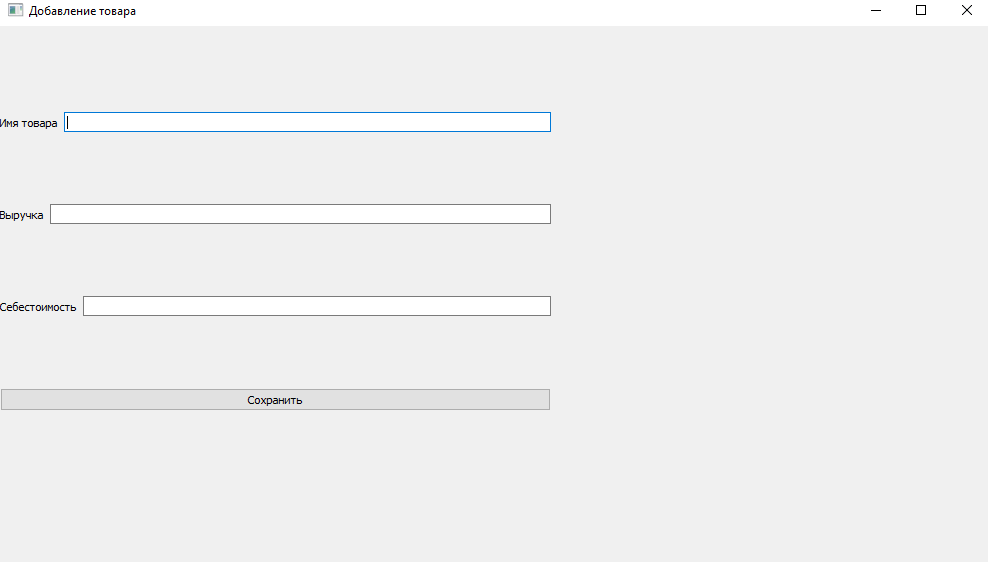 Добавление товара
Имя товара
Выручка
Себестоимость
Сохранить